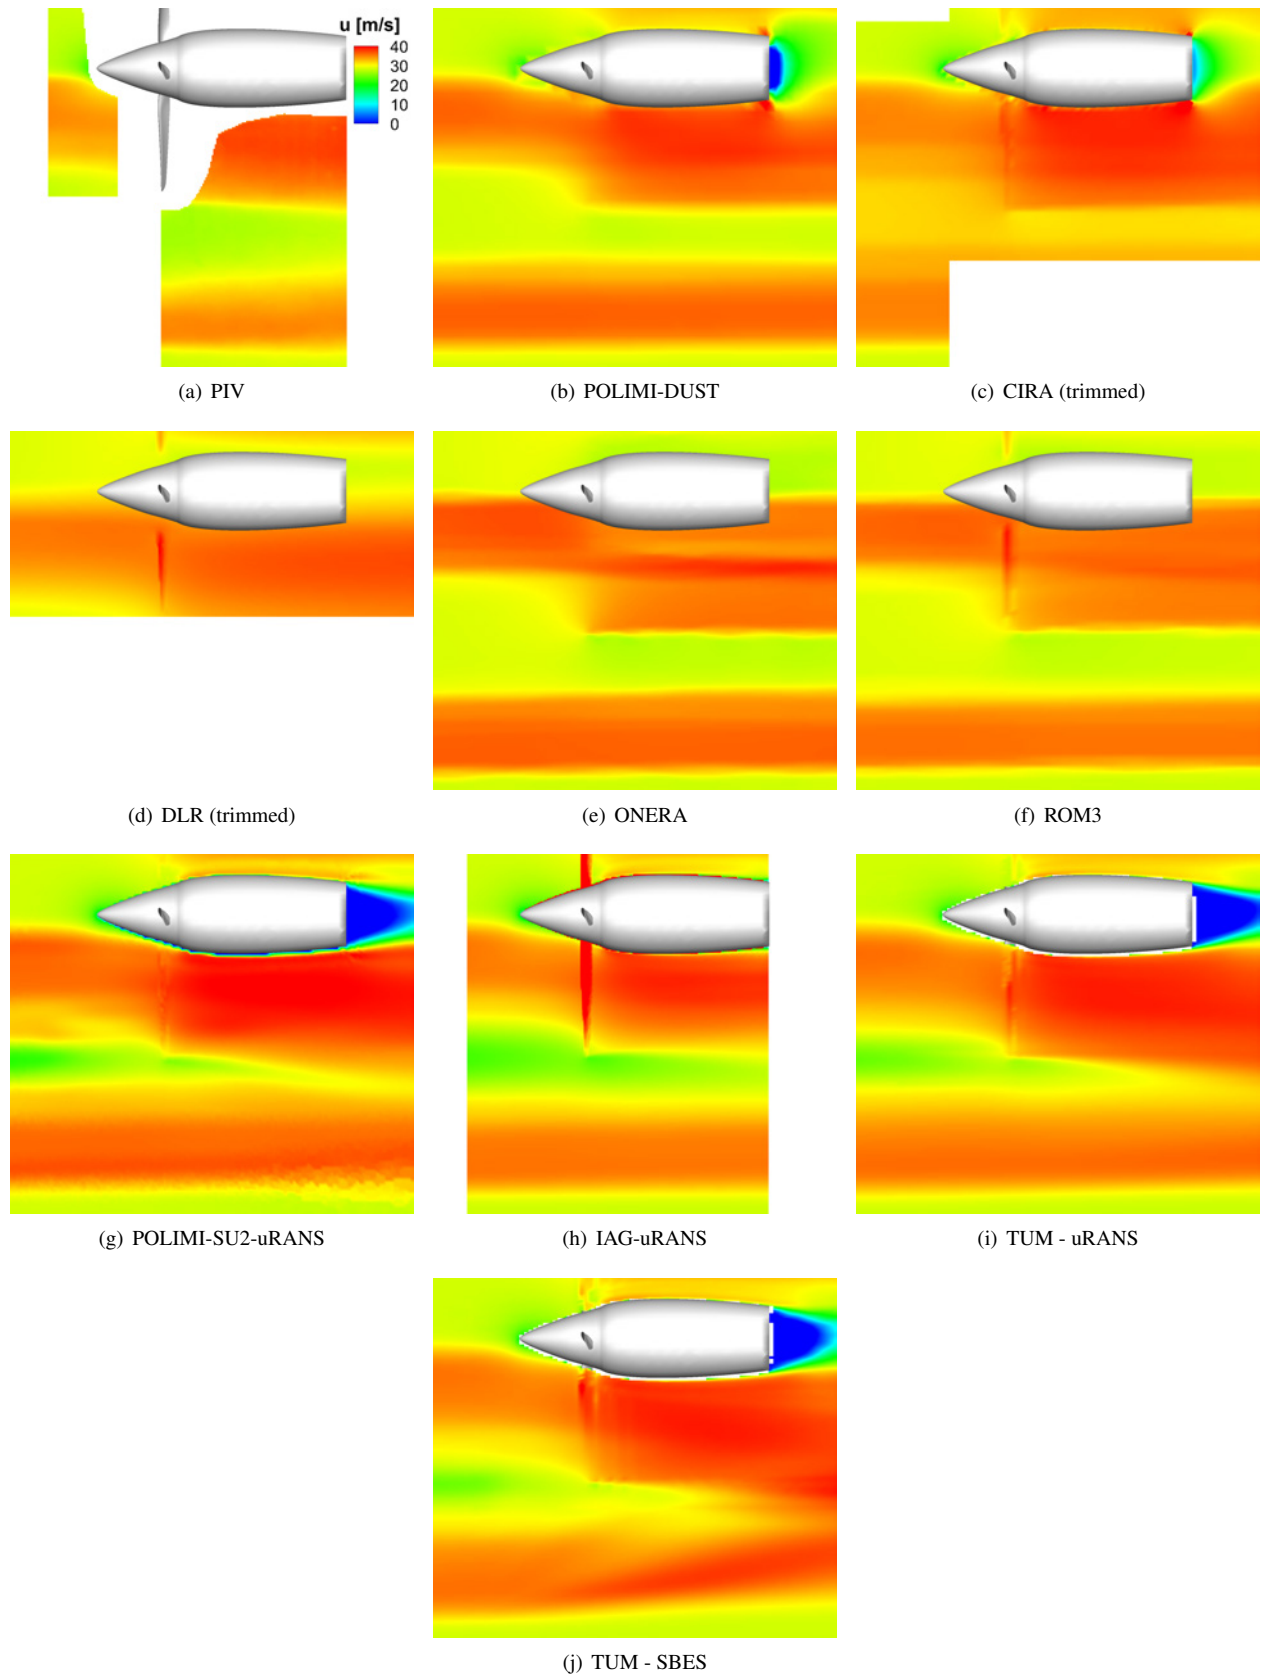 u [m/s]
40
30
20
10
0
(a) PIV
(b) POLIMI-DUST
(c) CIRA (trimmed)
(d) DLR (trimmed)
(e) ONERA
(f) ROM3
(g) POLIMI-SU2-uRANS
(h) IAG-uRANS
(i) TUM - uRANS
(j) TUM - SBES